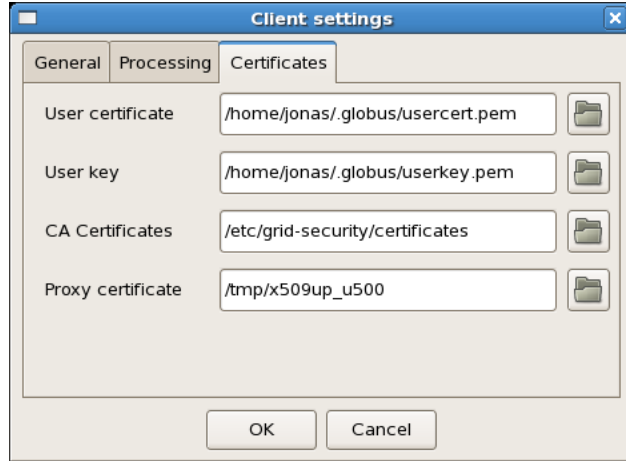 Client settings
General Processing Certificates
User certificate /home/jonas/.globus/usercert.pem
User key /home/jonas/.globus/userkey.pem
CA Certificates /etc/grid-security/certificates
Proxy certificate /tmp/x509up_u500
OK Cancel